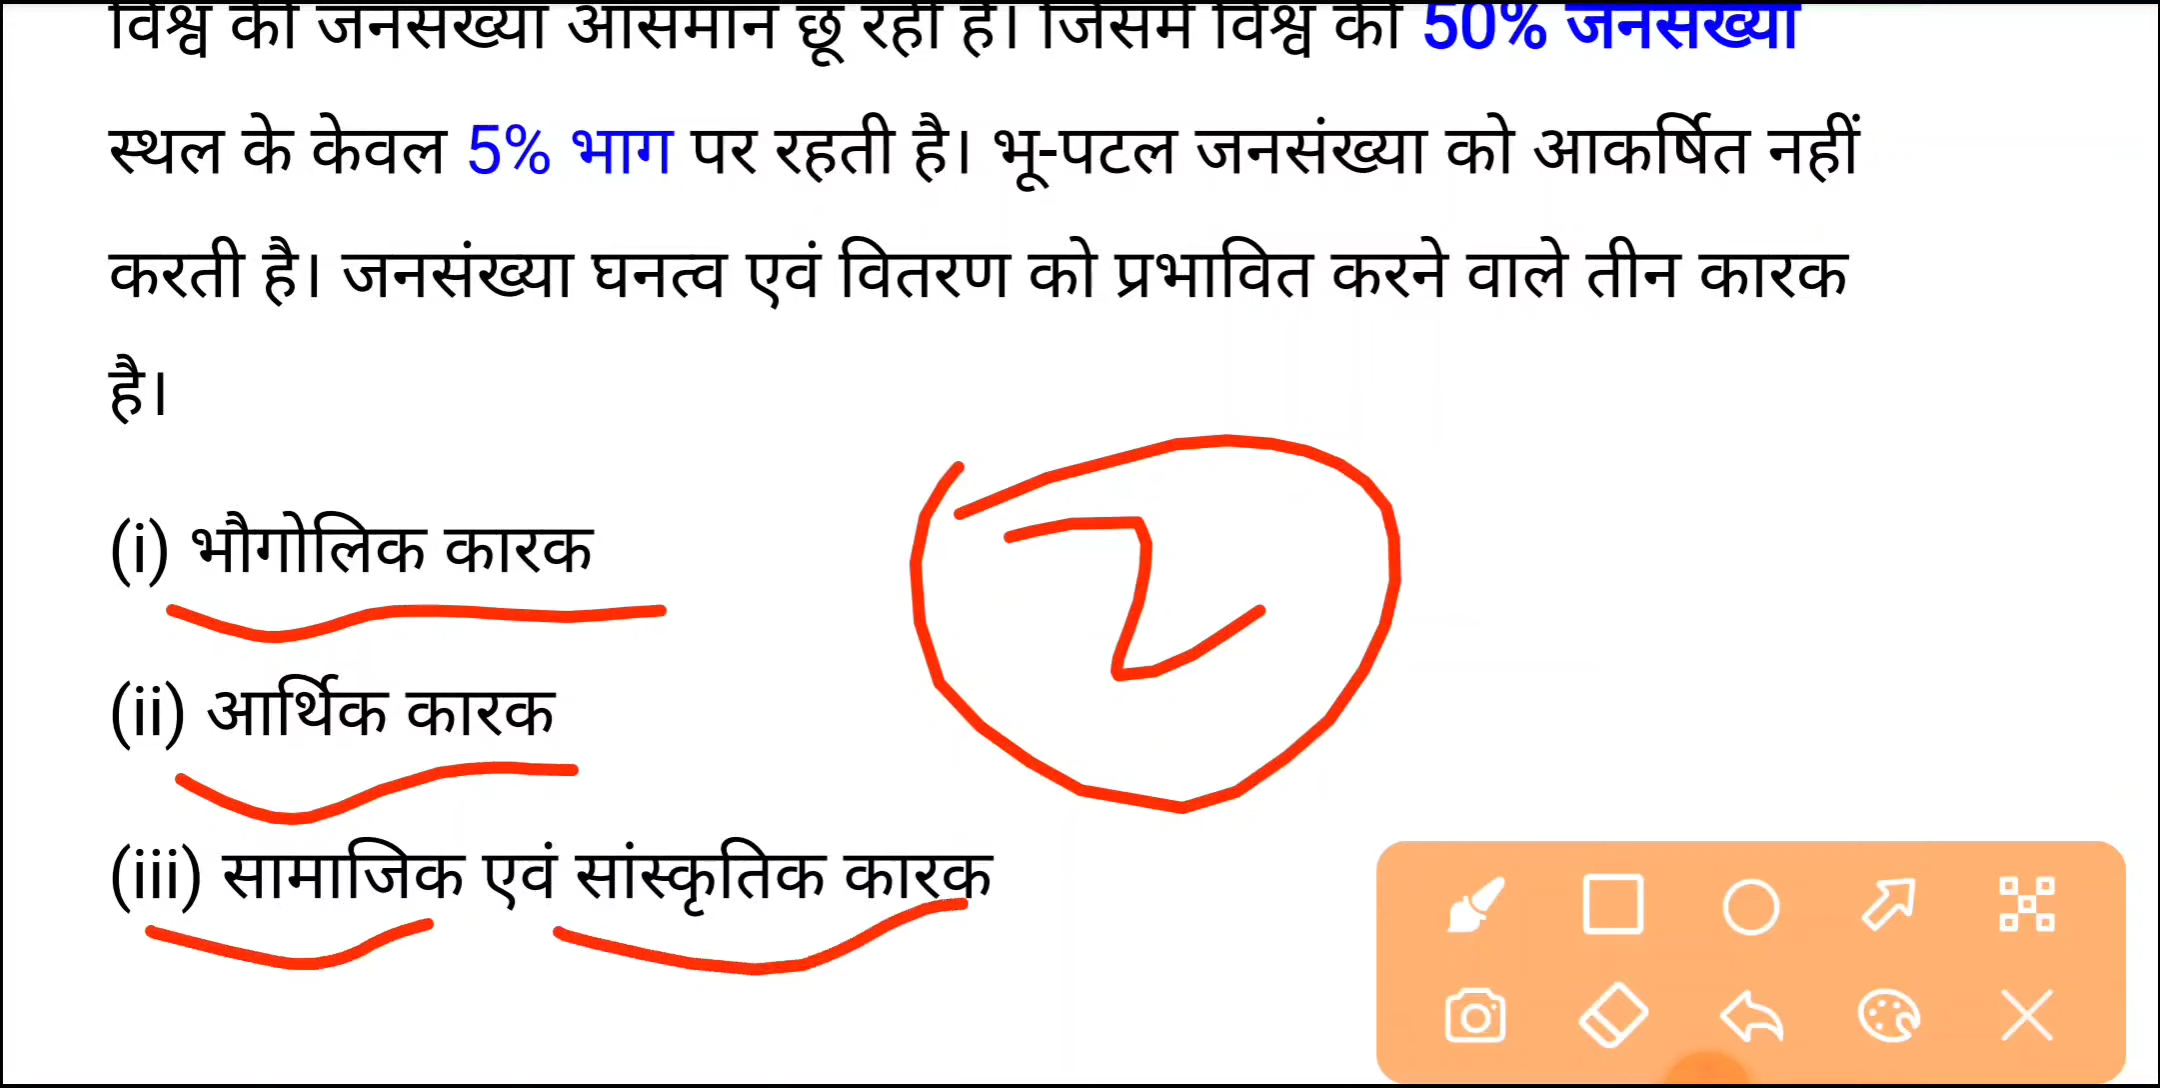 विश्व की जनसंख्या आसमान छू रही है। जिसमें विश्व की 50% जनसंख्या
स्थल के केवल 5% भाग पर रहती है। भू-पटल जनसंख्या को आकर्षित नहीं
करती है। जनसंख्या घनत्व एवं वितरण को प्रभावित करने वाले तीन कारक
है।
(i) भौगोलिक कारक
2
(ii) आर्थिक कारक
(iii) सामाजिक एवं सांस्कृतिक कारक